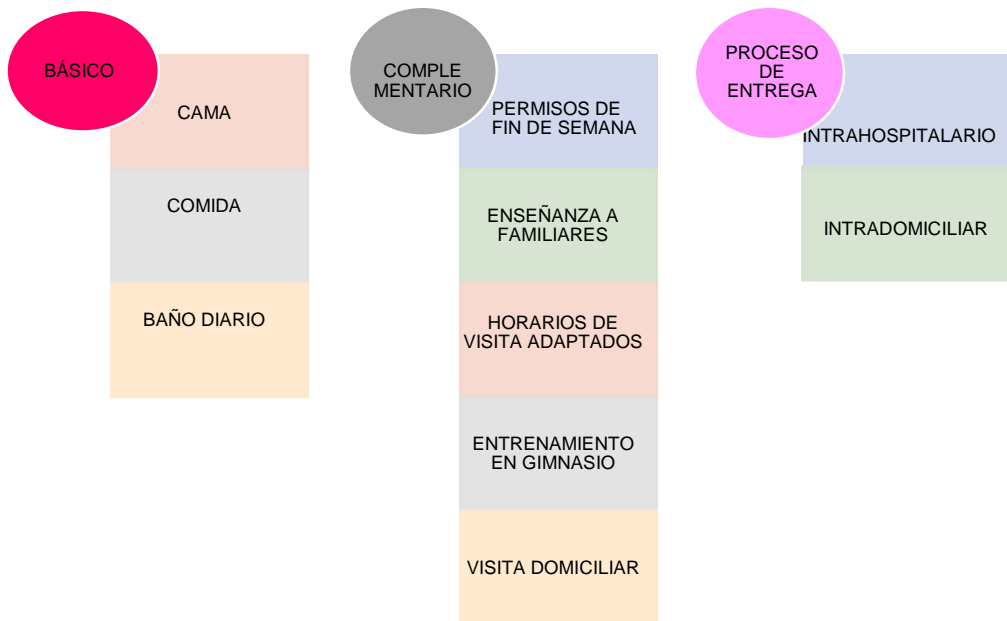 BÁSICO
CAMA
COMIDA
BAÑO DIARIO
COMPLE
MENTARIO
PERMISOS DE
FIN DE SEMANA
ENSEÑANZA A
FAMILIARES
HORARIOS DE
VISITA ADAPTADOS
ENTRENAMIENTO
EN GIMNASIO
VISITA DOMICILIAR
PROCESO
DE
ENTREGA
INTRAHOSPITALARIO
INTRADOMICILIAR